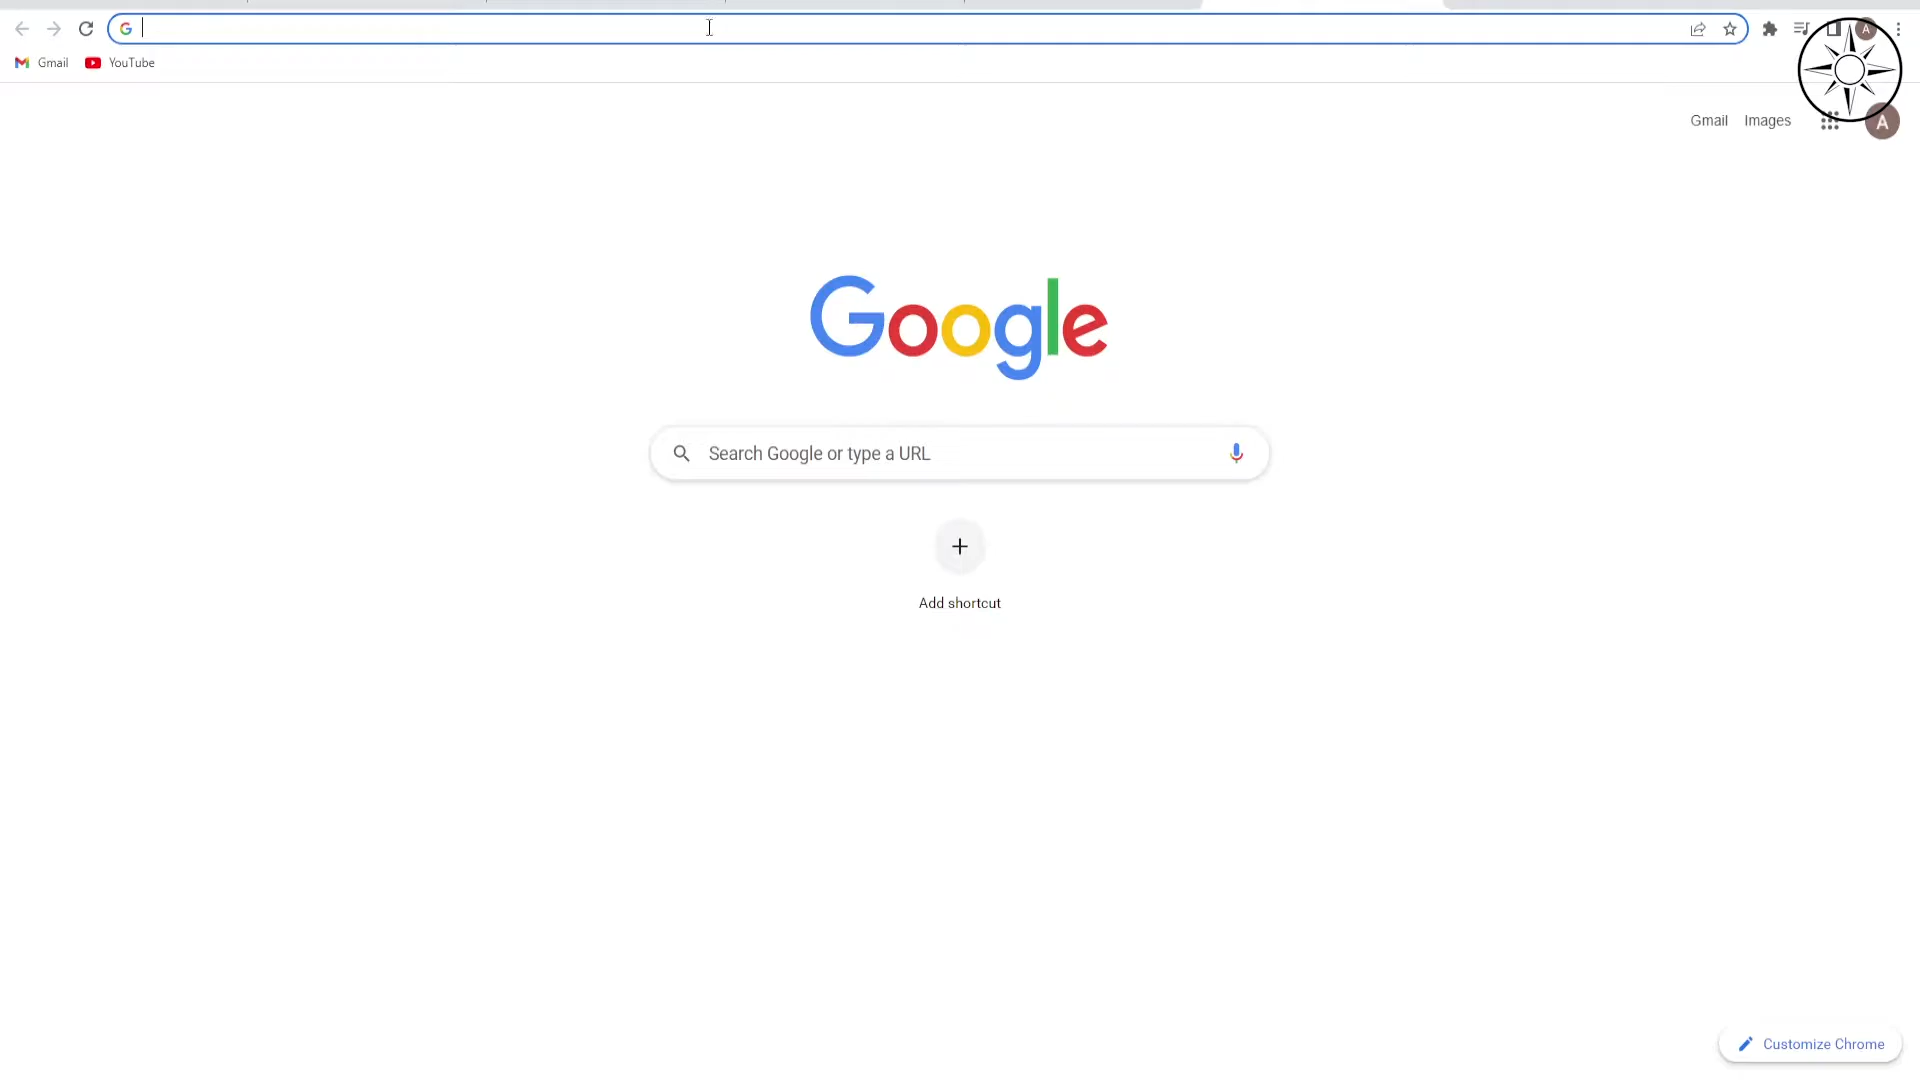 Gmail YouTube
Gmail Images
A
A
Google
Search Google or type a URL
Add shortcut
Customize Chrome